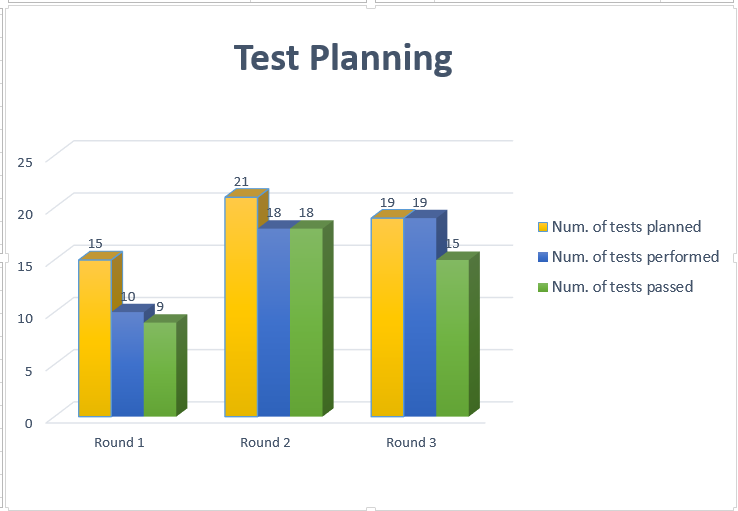 Test Planning
25
20
15
10
5
0
15
10
9
21
18
18
19
19
15
Round 1
Round 2
Round 3
Num. of tests planned
Num. of tests performed
Num. of tests passed